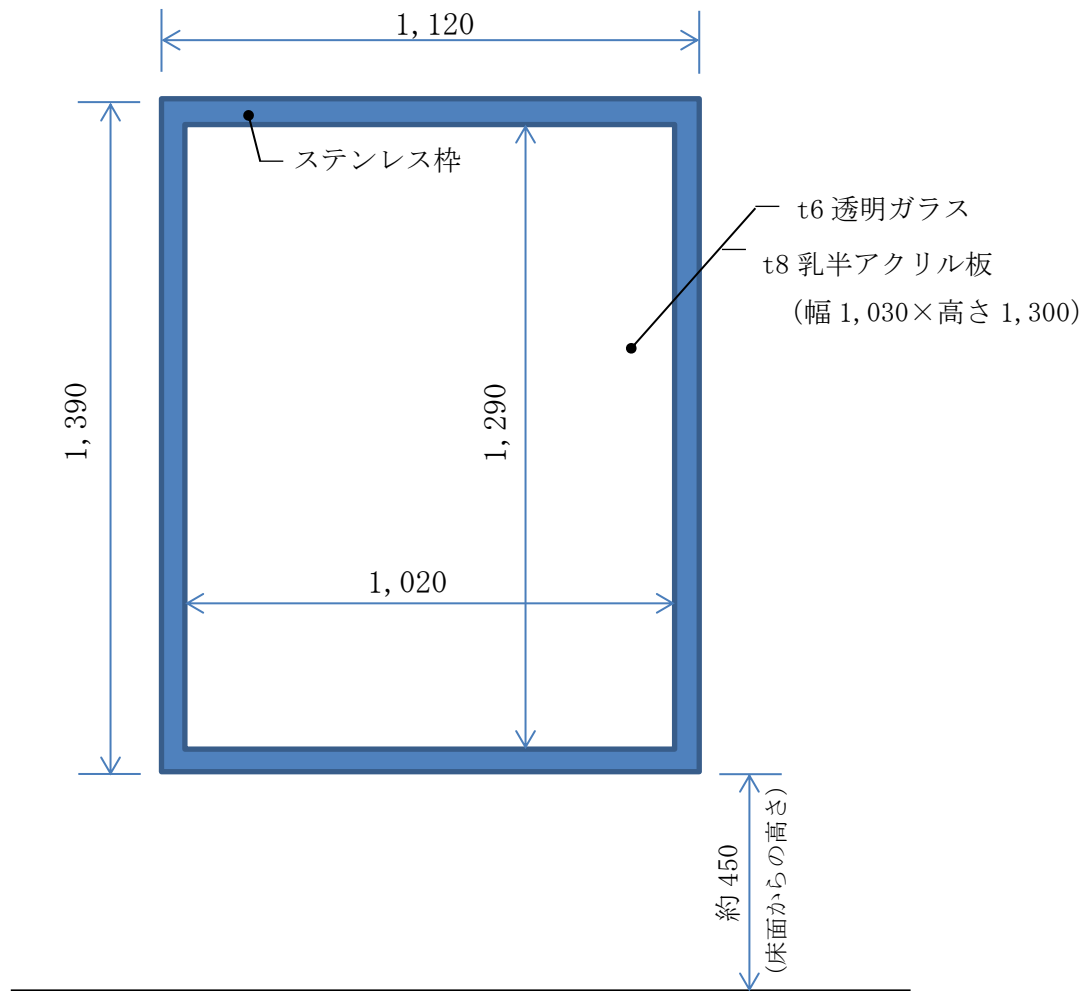 1,120
ステンレス枠
t6 透明ガラス
t8 乳半アクリル板
(幅 1,030×高さ 1,300)
1,390
1,290
1,020
約 450
(床面からの高さ)